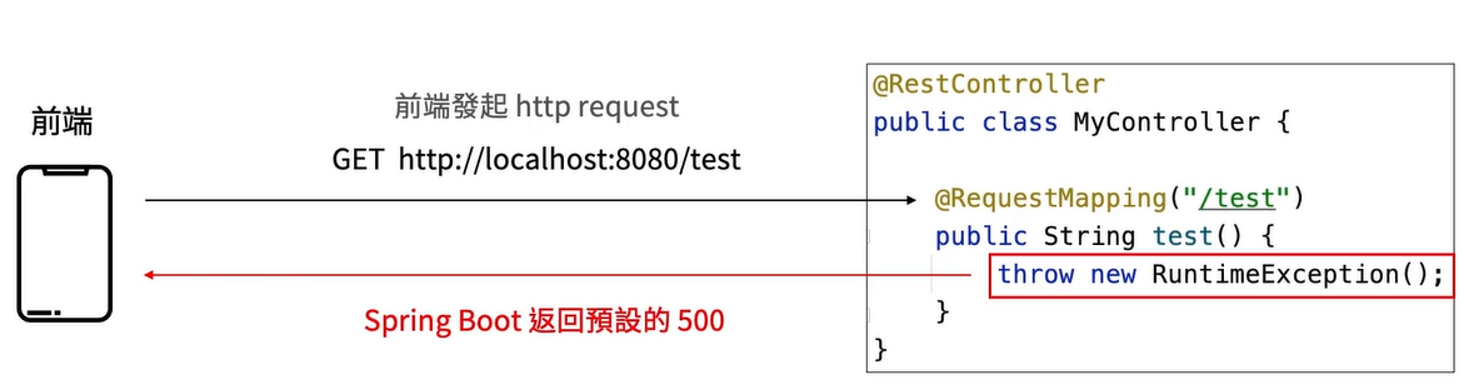 前端
前端發起 http request
GET http://localhost:8080/test
Spring Boot 返回預設的 500
@RestController
public class MyController {
@RequestMapping("/test")
public String test() {
throw new RuntimeException();
}
}